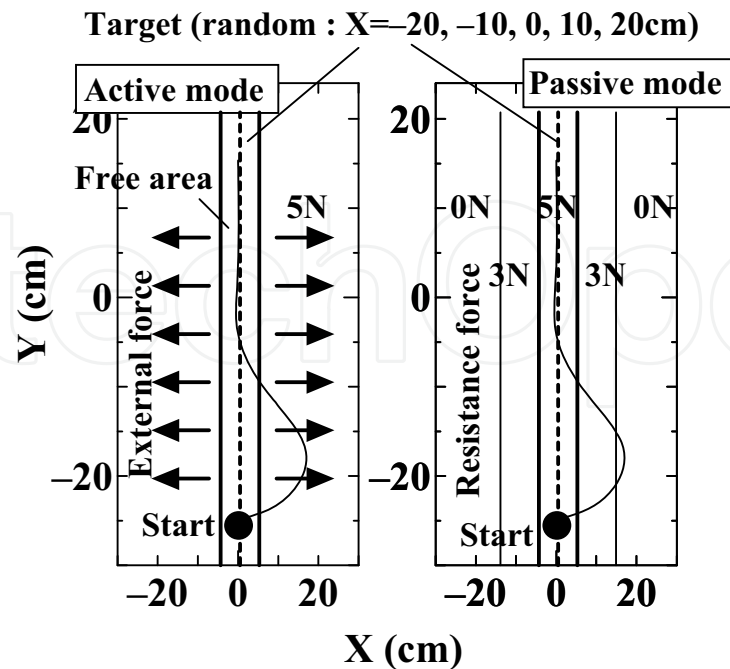 Target (random : X=–20, –10, 0, 10, 20cm)
Active mode
Passive mode
20
Free area
5N
0
External force
–20
Start
–20
0
20
20
0N
5N
0N
3N
3N
0
Resistance force
–20
Start
–20
0
20
Y (cm)
X (cm)